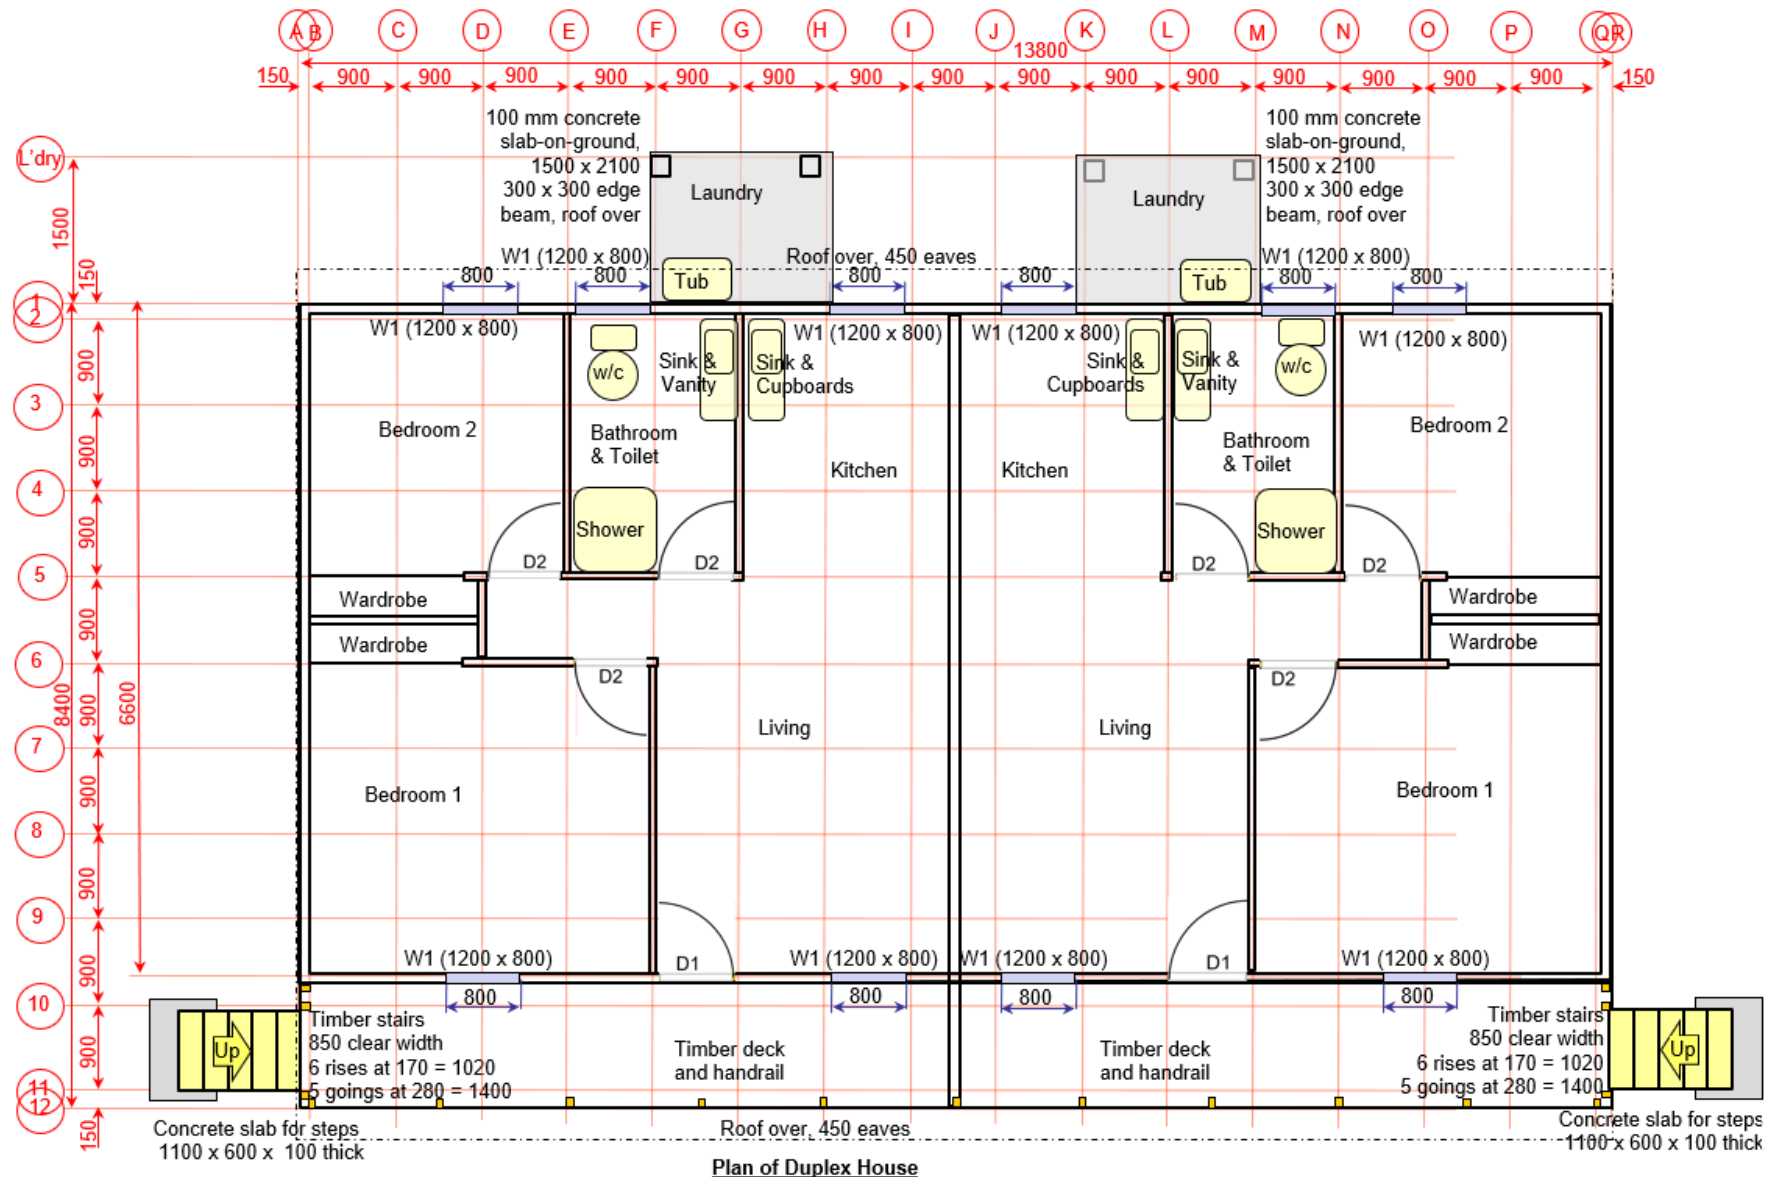 A B C D E F G H I J K L M N O P Q R
13800
150 900 900 900 900 900 900 900 900 900 900 900 900 900 900 900 150
100 mm concrete
slab-on-ground,
1500 x 2100
300 x 300 edge
beam, roof over
100 mm concrete
slab-on-ground,
1500 x 2100
300 x 300 edge
beam, roof over
L'dry
1500
150
Laundry
Laundry
W1 (1200 x 800)
Roof over, 450 eaves
W1 (1200 x 800)
800 800 Tub 800 800 Tub 800 800
1
2
W1 (1200 x 800)
W1 (1200 x 800)
W1 (1200 x 800)
W1 (1200 x 800)
900
w/c
Sink &
Vanity
Sink &
Cupboards
Sink &
Cupboards
Sink &
Vanity
w/c
3
Bedroom 2
Bathroom
& Toilet
Kitchen
Kitchen
Bathroom
& Toilet
Bedroom 2
900
4
900
Shower
Shower
D2
D2
D2
D2
5
Wardrobe
Wardrobe
900
Wardrobe
Wardrobe
6
D2
D2
8400
900
6600
Living
Living
7
900
Bedroom 1
Bedroom 1
8
900
9
900
W1 (1200 x 800)
D1
W1 (1200 x 800)
W1 (1200 x 800)
D1
W1 (1200 x 800)
800 800 800 800
10
900
Up
Timber stairs
850 clear width
6 rises at 170 = 1020
5 goings at 280 = 1400
Timber deck
and handrail
Timber deck
and handrail
Timber stairs
850 clear width
6 rises at 170 = 1020
5 goings at 280 = 1400
Up
11
12
150
Concrete slab for steps
1100 x 600 x 100 thick
Roof over, 450 eaves
Concrete slab for steps
1100 x 600 x 100 thick
Plan of Duplex House